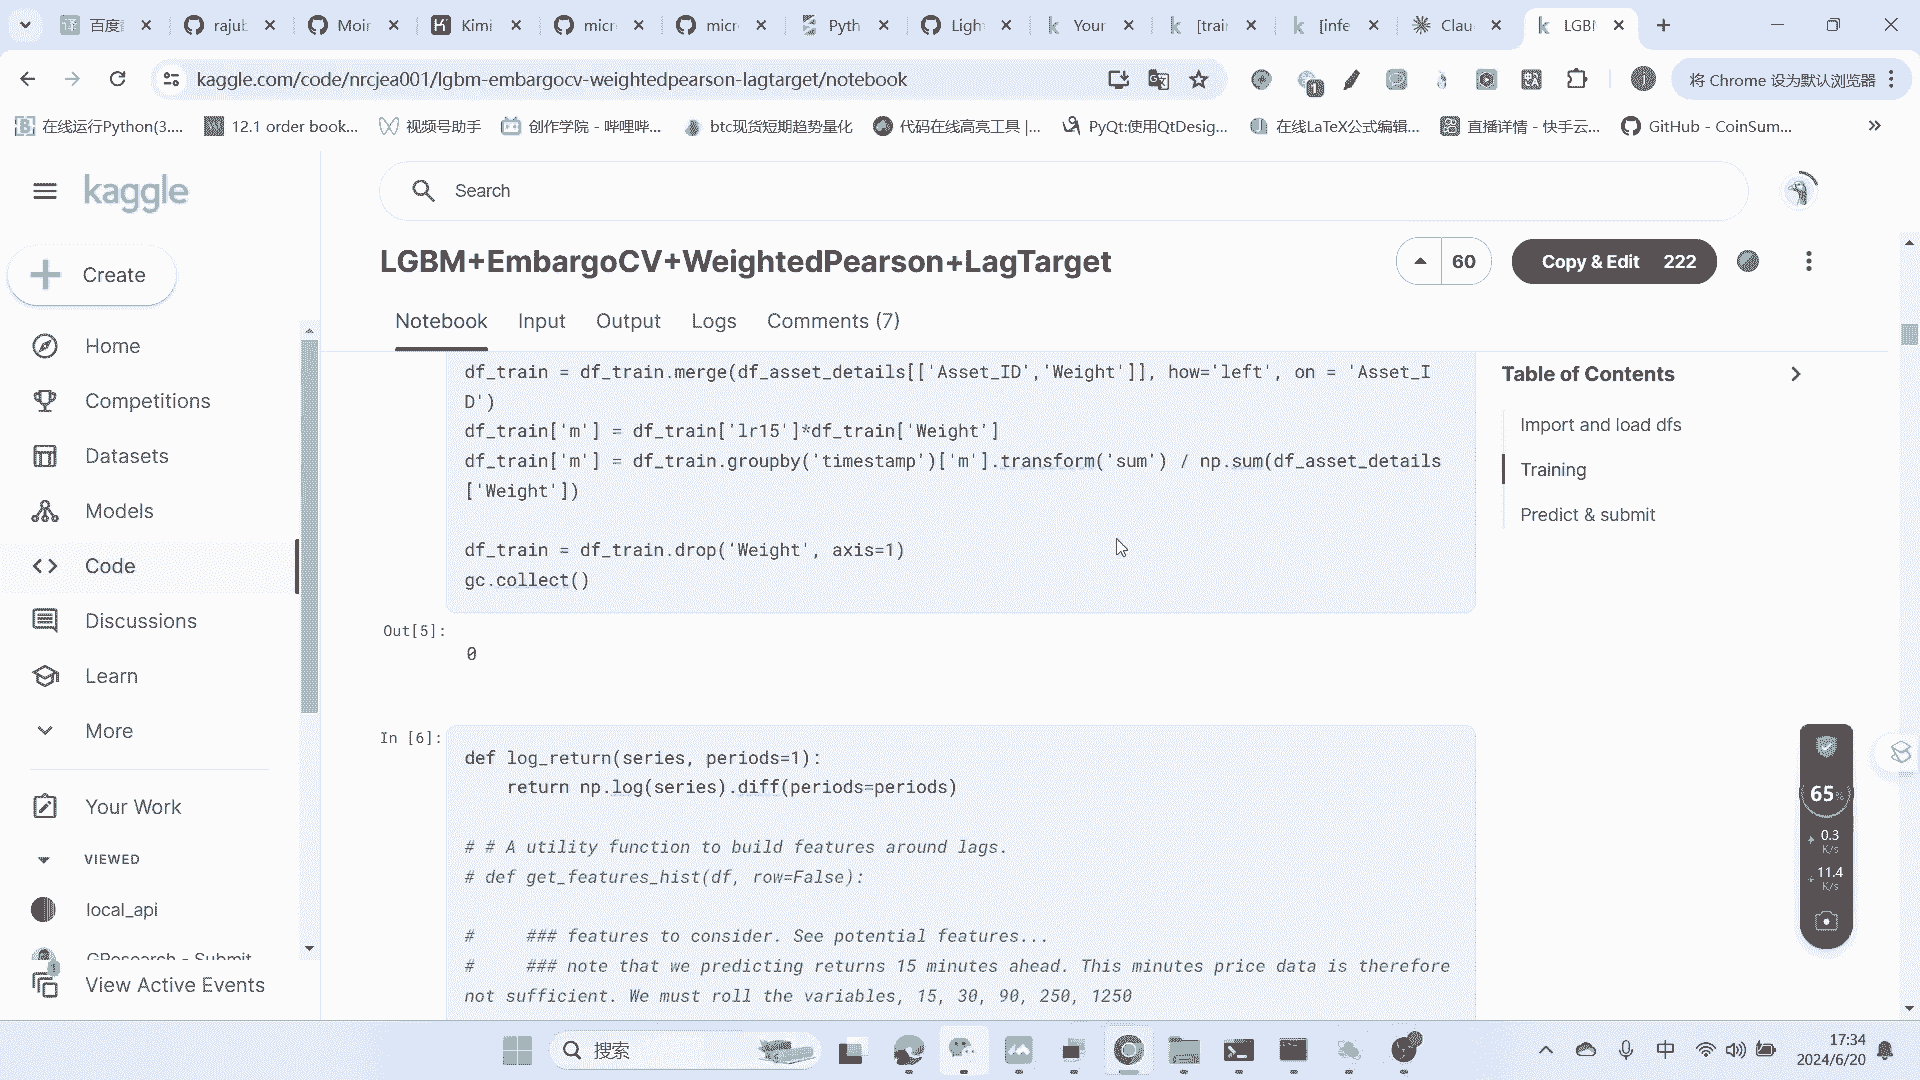 百度 rajub Moir Kimi micr micr Pyth Ligh Your [trai [infe Clau LGBM
kaggle.com/code/nrcjea001/lgbm-embargocv-weightedpearson-lagtarget/notebook
1
将 Chrome 设为默认浏览器
在线运行Python(3.... 12.1 order book... 视频号助手 创作学院 - 哔哩哔... btc现货短期趋势量化 代码在线高亮工具 |... PyQt:使用QtDesig... 在线LaTeX公式编辑... 直播详情 - 快手云... GitHub - CoinSum...
kaggle
Search
LGBM+EmbargoCV+WeightedPearson+LagTarget
60
Copy & Edit 222
Create
Notebook Input Output Logs Comments (7)
Home
Competitions
Datasets
Models
Code
Discussions
Learn
More
Your Work
VIEWED
local_api
GResearch - Submit
View Active Events
df_train = df_train.merge(df_asset_details[['Asset_ID','Weight']], how='left', on = 'Asset_I
D')
df_train['m'] = df_train['lr15']*df_train['Weight']
df_train['m'] = df_train.groupby('timestamp')['m'].transform('sum') / np.sum(df_asset_details
['Weight'])
df_train = df_train.drop('Weight', axis=1)
gc.collect()
Out[5]:
0
In [6]:
def log_return(series, periods=1):
    return np.log(series).diff(periods=periods)
# # A utility function to build features around lags.
# def get_features_hist(df, row=False):
#     ### features to consider. See potential features...
#     ### note that we predicting returns 15 minutes ahead. This minutes price data is therefore
not sufficient. We must roll the variables, 15, 30, 90, 250, 1250
Table of Contents
Import and load dfs
Training
Predict & submit
65%
0.3
K/s
11.4
K/s
搜索
中
17:34
2024/6/20